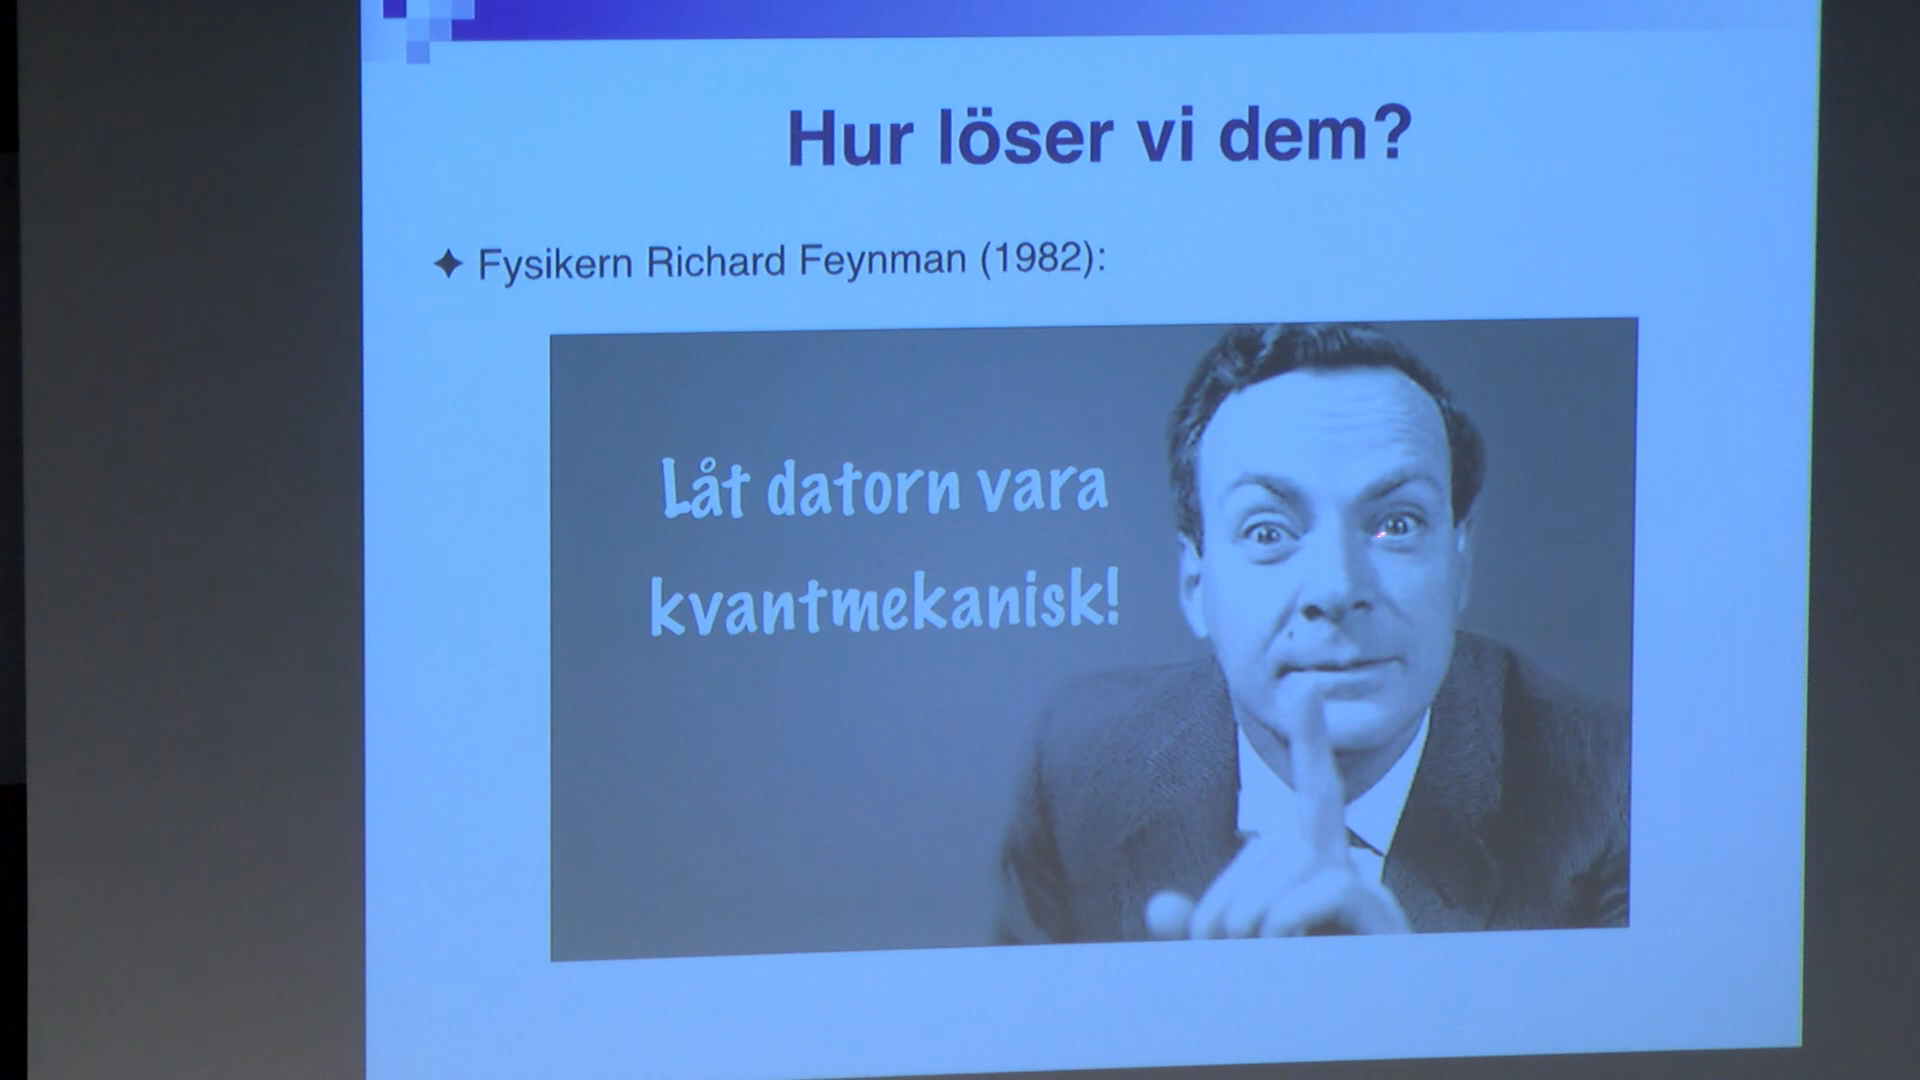 Hur löser vi dem?
✦ Fysikern Richard Feynman (1982):
Låt datorn vara
kvantmekanisk!